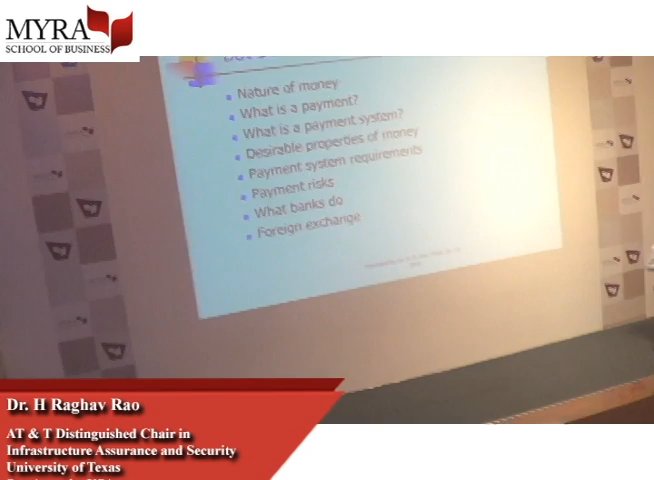 MYRA
SCHOOL OF BUSINESS
Nature of money
What is a payment?
What is a payment system?
Desirable properties of money
Payment system requirements
Payment risks
What banks do
Foreign exchange
Dr. H Raghav Rao
AT & T Distinguished Chair in
Infrastructure Assurance and Security
University of Texas